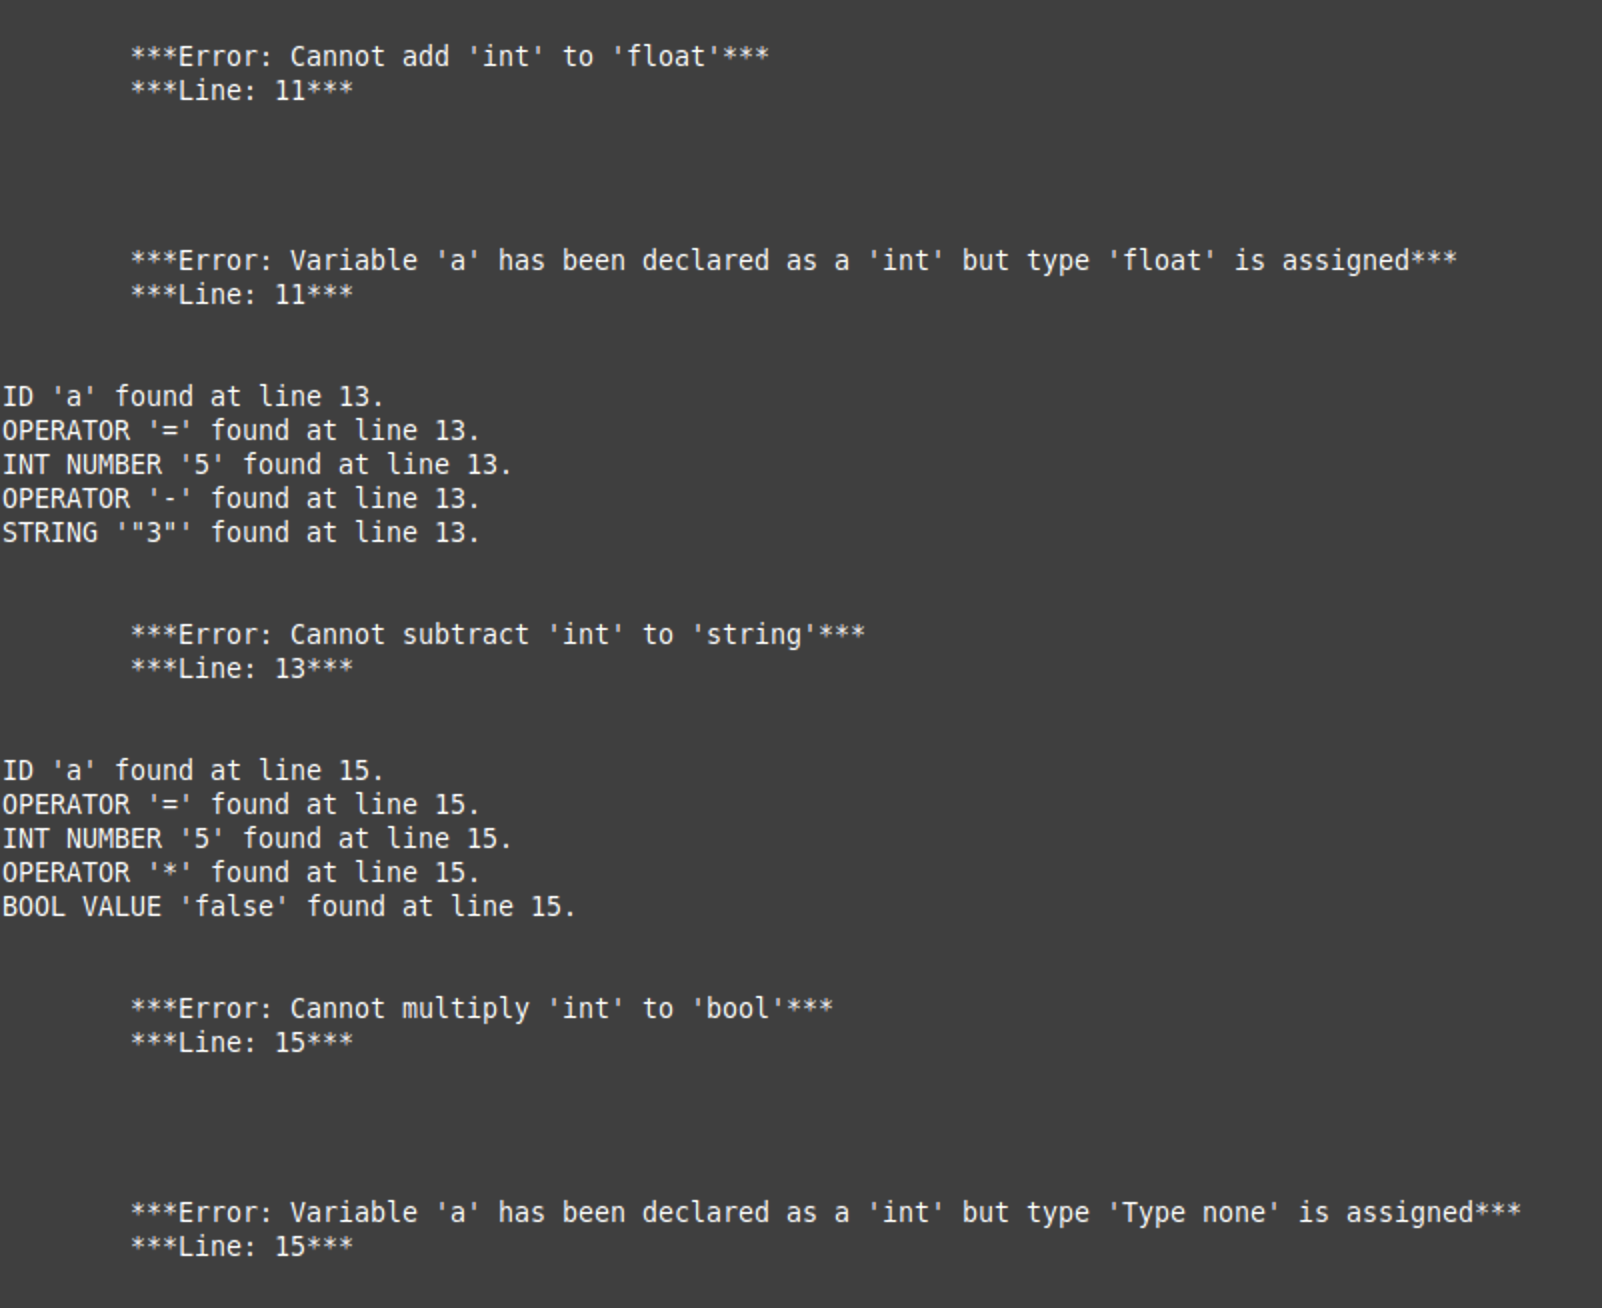 ***Error: Cannot add 'int' to 'float'***
***Line: 11***
***Error: Variable 'a' has been declared as a 'int' but type 'float' is assigned***
***Line: 11***
ID 'a' found at line 13.
OPERATOR '=' found at line 13.
INT NUMBER '5' found at line 13.
OPERATOR '-' found at line 13.
STRING '"3"' found at line 13.
***Error: Cannot subtract 'int' to 'string'***
***Line: 13***
ID 'a' found at line 15.
OPERATOR '=' found at line 15.
INT NUMBER '5' found at line 15.
OPERATOR '*' found at line 15.
BOOL VALUE 'false' found at line 15.
***Error: Cannot multiply 'int' to 'bool'***
***Line: 15***
***Error: Variable 'a' has been declared as a 'int' but type 'Type none' is assigned***
***Line: 15***